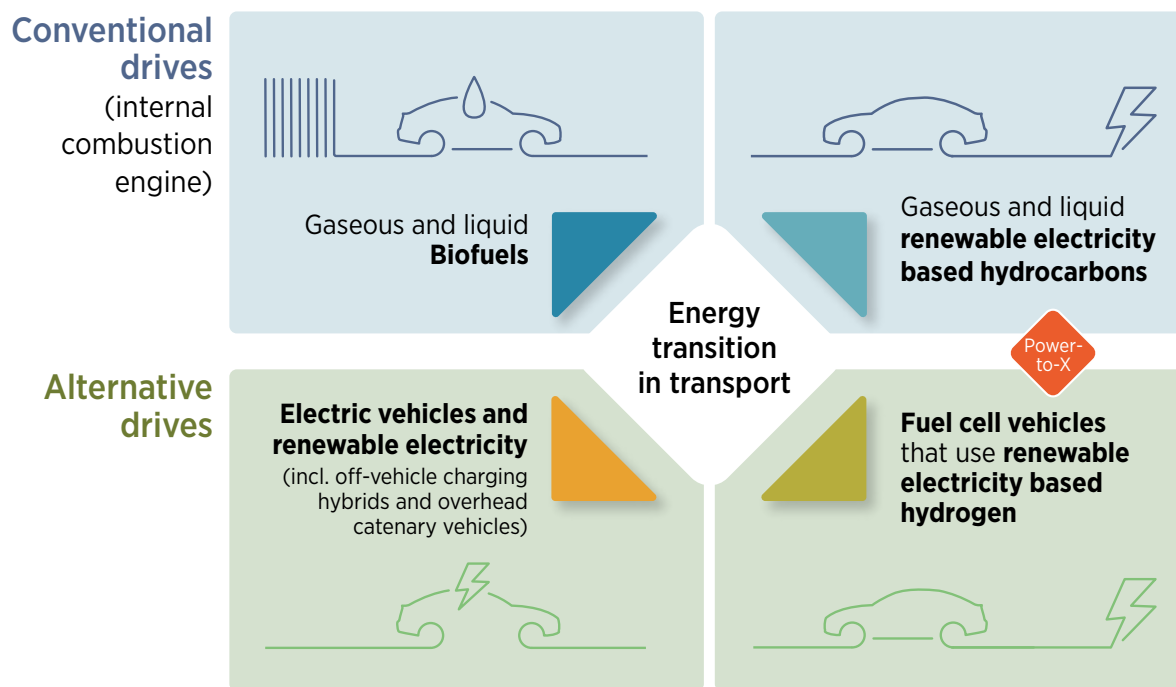 Conventional
drives
(internal
combustion
engine)
Gaseous and liquid
Biofuels
Gaseous and liquid
renewable electricity
based hydrocarbons
Energy
transition
in transport
Power-
to-X
Alternative
drives
Electric vehicles and
renewable electricity
(incl. off-vehicle charging
hybrids and overhead
catenary vehicles)
Fuel cell vehicles
that use renewable
electricity based
hydrogen